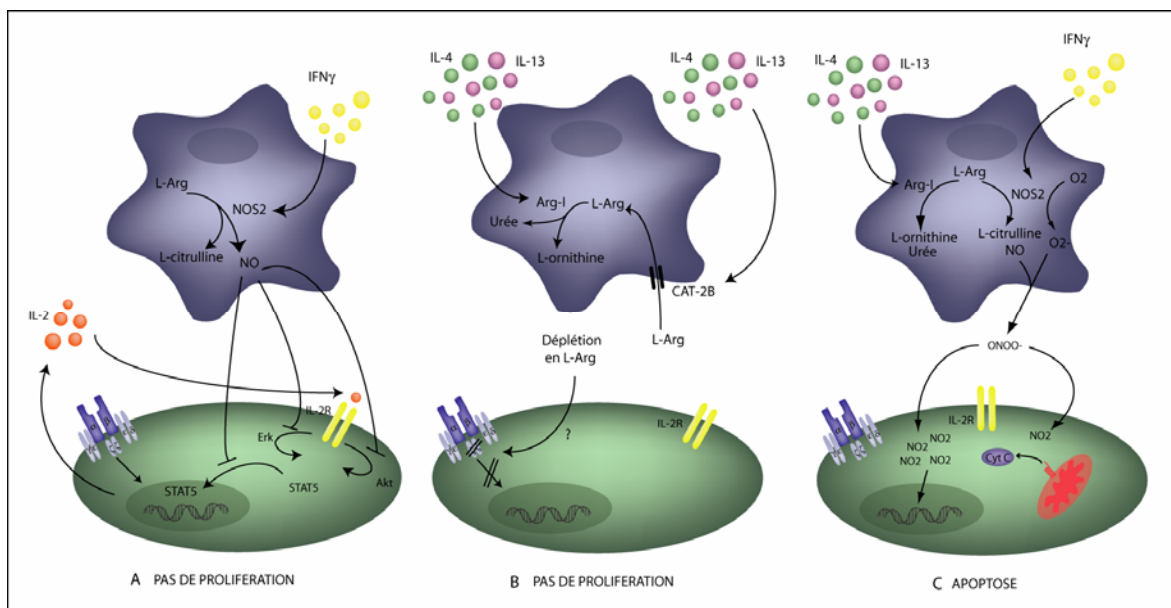 IFNγ
L-Arg
NOS2
L-citrulline
NO
IL-2
IL-2R
α
β
Erk
STAT5
STAT5
Akt
A PAS DE PROLIFERATION
IL-4
IL-13
IL-4
IL-13
Arg-I
L-Arg
Urée
L-ornithine
CAT-2B
Déplétion
en L-Arg
L-Arg
α
β
?
IL-2R
B PAS DE PROLIFERATION
IL-4
IL-13
IFNγ
Arg-I
L-Arg
NOS2
O2
L-ornithine
Urée
L-citrulline
NO
O2-
ONOO-
α
β
IL-2R
NO2
NO2
NO2
NO2
NO2
NO2
Cyt C
C APOPTOSE